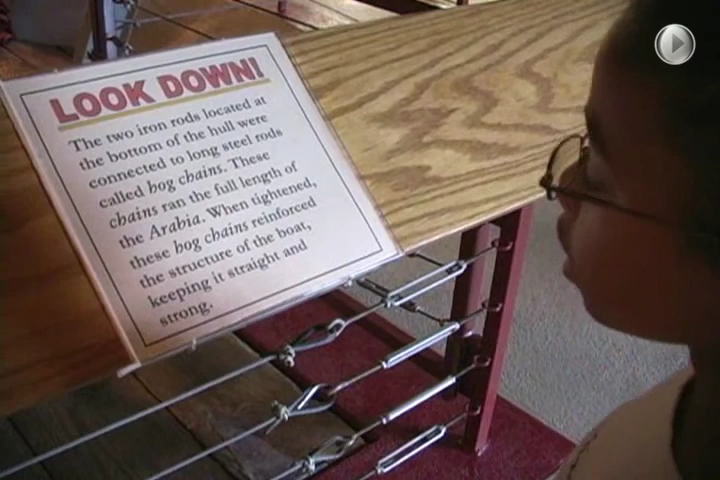 LOOK DOWN!
The two iron rods located at
the bottom of the hull were
connected to long steel rods
called hog chains. These
chains ran the full length of
the Arabia. When tightened,
these hog chains reinforced
the structure of the boat,
keeping it straight and
strong.